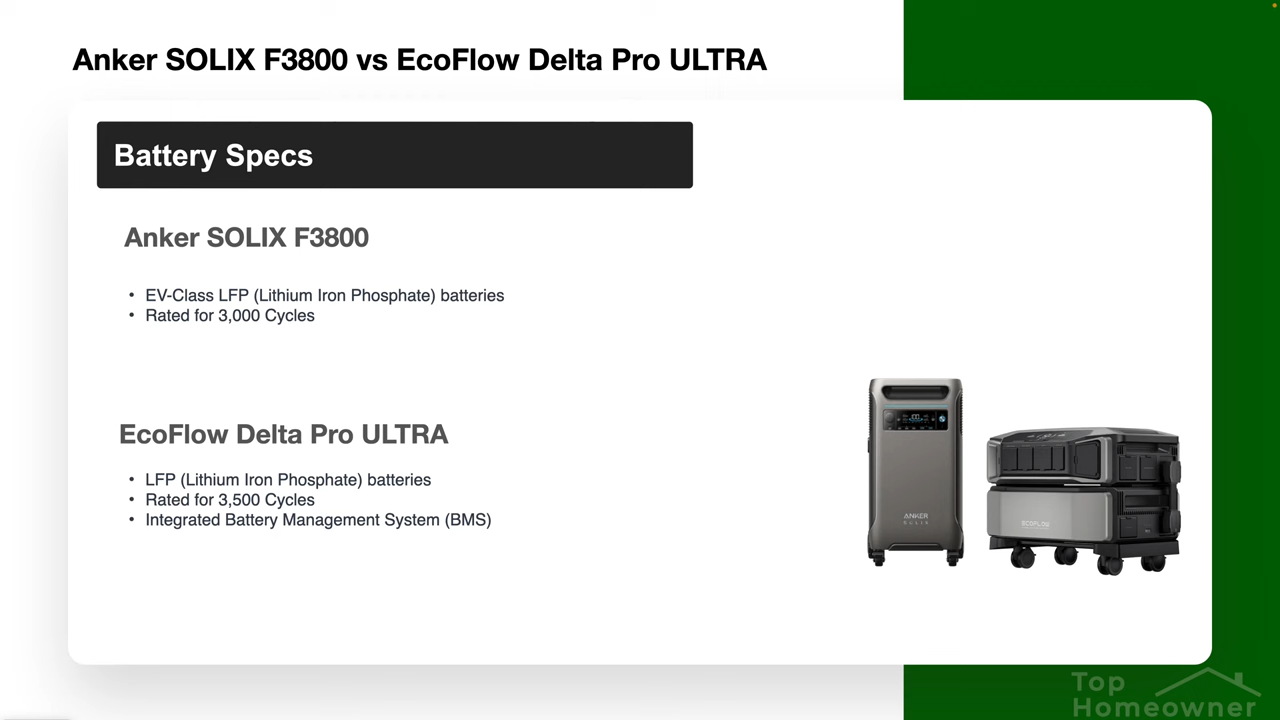 Anker SOLIX F3800 vs EcoFlow Delta Pro ULTRA
Battery Specs
Anker SOLIX F3800
• EV-Class LFP (Lithium Iron Phosphate) batteries
• Rated for 3,000 Cycles
EcoFlow Delta Pro ULTRA
• LFP (Lithium Iron Phosphate) batteries
• Rated for 3,500 Cycles
• Integrated Battery Management System (BMS)
ANKER
SOLIX
ECOFLOW
Top
Homeowner